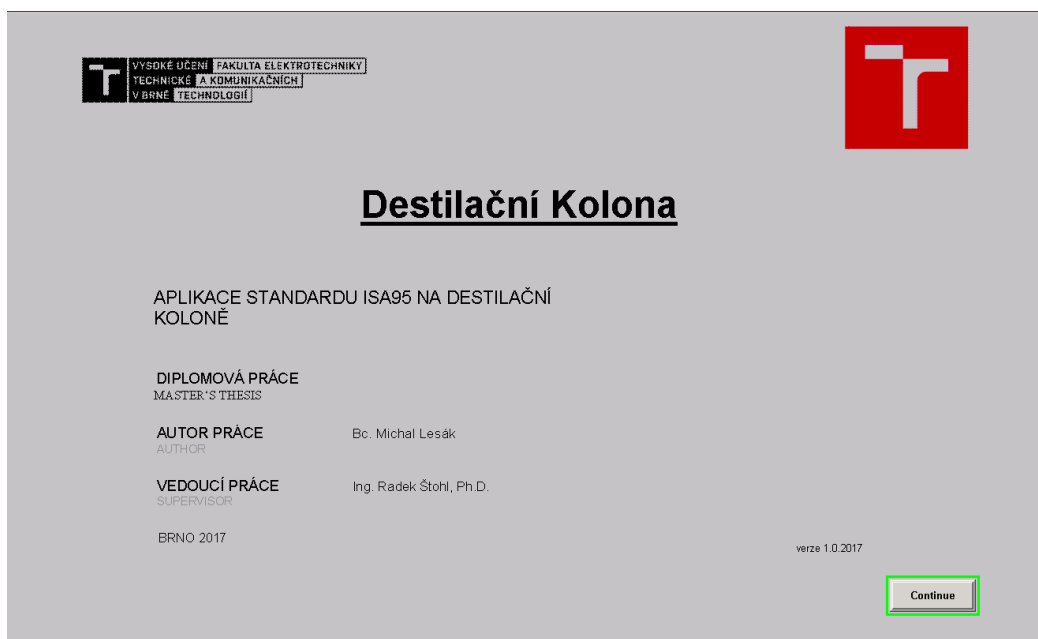 VYSOKÉ UČENÍ FAKULTA ELEKTROTECHNIKY
TECHNICKÉ A KOMUNIKAČNÍCH
V BRNĚ TECHNOLOGIÍ
Destilační Kolona
APLIKACE STANDARDU ISA95 NA DESTILAČNÍ
KOLONĚ
DIPLOMOVÁ PRÁCE
MASTER'S THESIS
AUTOR PRÁCE Bc. Michal Lesák
AUTHOR
VEDOUCÍ PRÁCE Ing. Radek Štohl, Ph.D.
SUPERVISOR
BRNO 2017
verze 1.0.2017
Continue